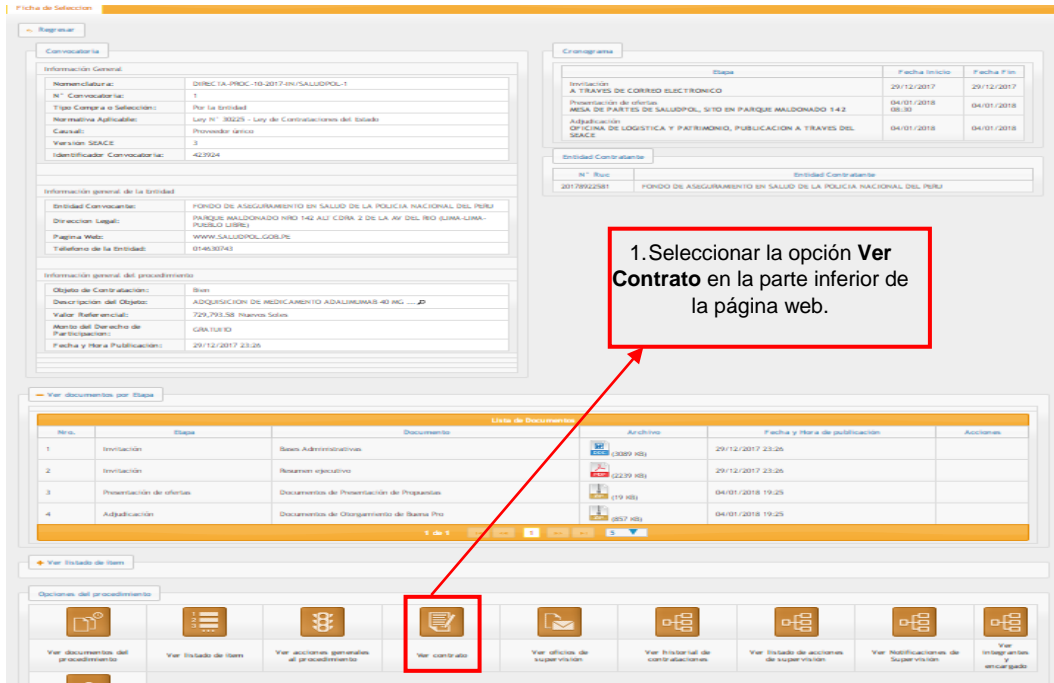 Ficha de Seleccion
Regresar
Convocatoria
Información General
Nomenclatura: DIRECTA-PROC-10-2017-IN/SALUDPOL-1
N° Convocatoria: 1
Tipo Compra o Selección: Por la Entidad
Normativa Aplicable: Ley N° 30225 - Ley de Contrataciones del Estado
Causal: Proveedor único
Version SEACE 3
Identificador Convocatoria: 423924
Información general de la Entidad
Entidad Convocante: FONDO DE ASEGURAMIENTO EN SALUD DE LA POLICIA NACIONAL DEL PERU
Direccion Legal: PARQUE MALDONADO NRO 142 ALT CDRA 2 DE LA AV DEL RIO (LIMA-LIMA-
PUEBLO LIBRE)
Pagina Web: WWW.SALUDPOL.GOB.PE
Télefono de la Entidad: 014630743
Información general del procedimiento
Objeto de Contratación: Bien
Descripción del Objeto: ADQUISICION DE MEDICAMENTO ADALIMUMAB 40 MG ....
Valor Referencial: 729,793.58 Nuevos Soles
Monto del Derecho de
Participacion: GRATUITO
Fecha y Hora Publicación: 29/12/2017 23:26
Cronograma
Etapa Fecha Inicio Fecha Fin
Invitación
A TRAVES DE CORREO ELECTRONICO 29/12/2017 29/12/2017
Presentación de ofertas
MESA DE PARTES DE SALUDPOL, SITO EN PARQUE MALDONADO 142 04/01/2018
08:30 04/01/2018
Adjudicación
OFICINA DE LOGISTICA Y PATRIMONIO, PUBLICACION A TRAVES DEL
SEACE 04/01/2018 04/01/2018
Entidad Contratante
N° Ruc Entidad Contratante
20178922581 FONDO DE ASEGURAMIENTO EN SALUD DE LA POLICIA NACIONAL DEL PERU
1.Seleccionar la opción Ver
Contrato en la parte inferior de
la página web.
Ver documentos por Etapa
Lista de Documentos
Nro. Etapa Documento Archivo Fecha y Hora de publicación Acciones
1 Invitación Bases Administrativas (3089 KB) 29/12/2017 23:26
2 Invitación Resumen ejecutivo (2239 KB) 29/12/2017 23:26
3 Presentación de ofertas Documentos de Presentación de Propuestas (19 KB) 04/01/2018 19:25
4 Adjudicación Documentos de Otorgamiento de Buena Pro (857 KB) 04/01/2018 19:25
1 de 1 1 5
Ver listado de item
Opciones del procedimiento
Ver documentos del
procedimiento
Ver listado de item
Ver acciones generales
al procedimiento
Ver contrato
Ver oficios de
supervisión
Ver historial de
contrataciones
Ver listado de acciones
de supervisión
Ver Notificaciones de
Supervisión
Ver
integrantes
y
encargado